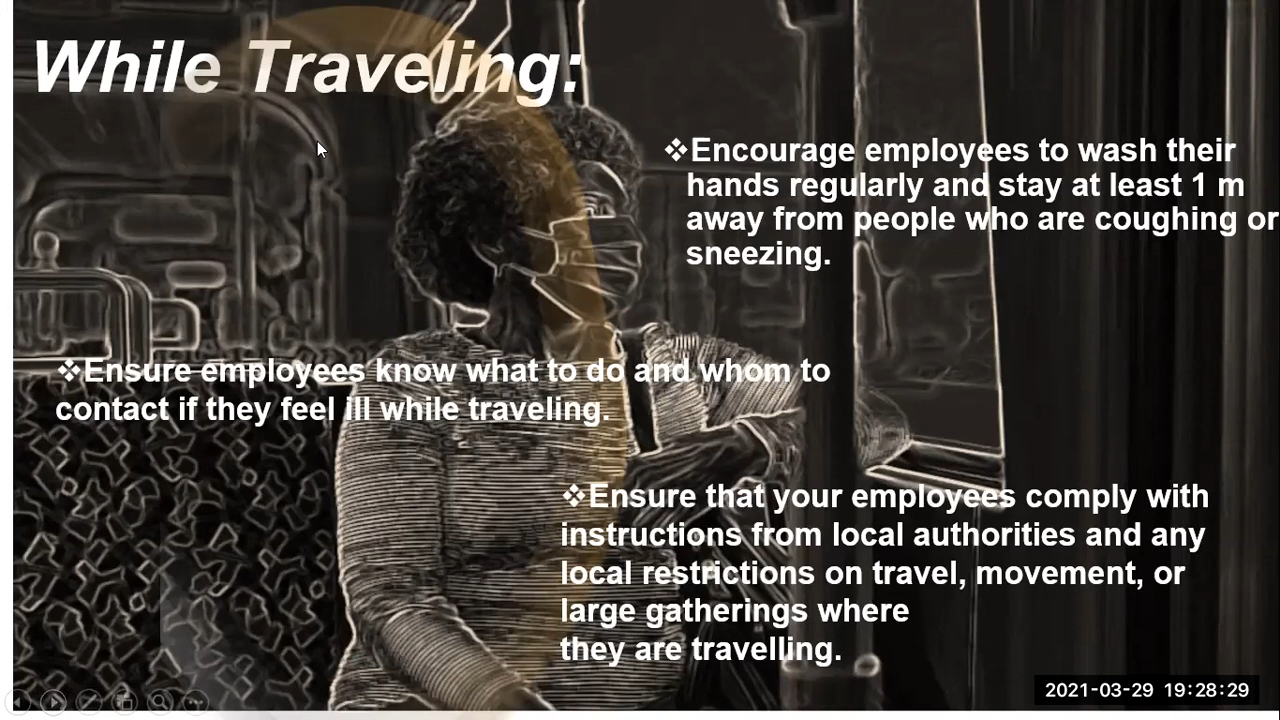 While Traveling:
❖Encourage employees to wash their
hands regularly and stay at least 1 m
away from people who are coughing or
sneezing.
❖Ensure employees know what to do and whom to
contact if they feel ill while traveling.
❖Ensure that your employees comply with
instructions from local authorities and any
local restrictions on travel, movement, or
large gatherings where
they are travelling.
2021-03-29 19:28:29